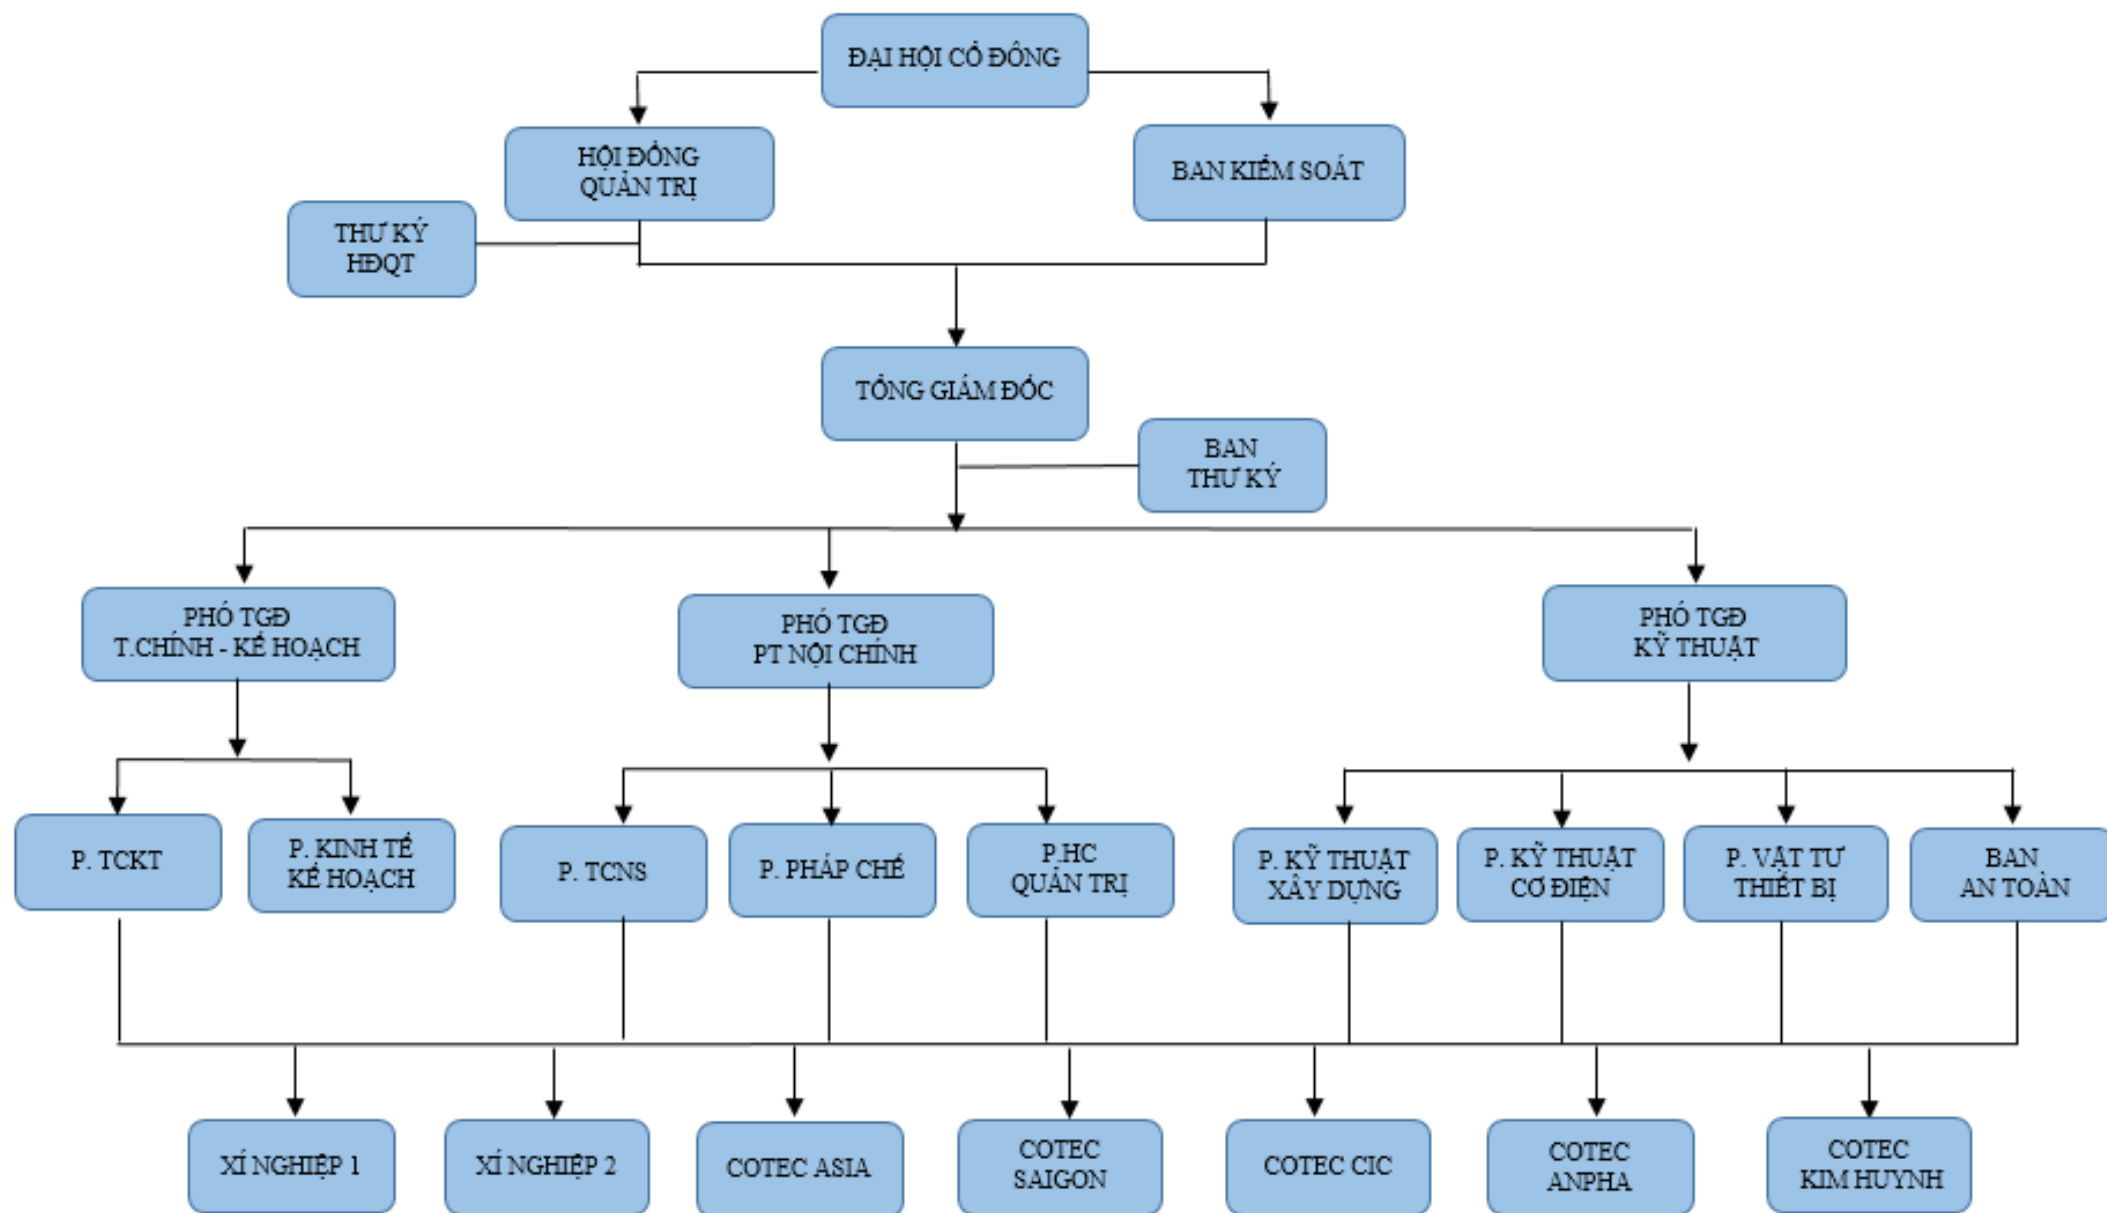 ĐẠI HỘI CỔ ĐÔNG
HỘI ĐỒNG
QUẢN TRỊ
BAN KIỂM SOÁT
THƯ KÝ
HĐQT
TỔNG GIÁM ĐỐC
BAN
THƯ KÝ
PHÓ TGĐ
T.CHÍNH - KẾ HOẠCH
PHÓ TGĐ
PT NỘI CHÍNH
PHÓ TGĐ
KỸ THUẬT
P. TCKT
P. KINH TẾ
KẾ HOẠCH
P. TCNS
P. PHÁP CHẾ
P.HC
QUẢN TRỊ
P. KỸ THUẬT
XÂY DỰNG
P. KỸ THUẬT
CƠ ĐIỆN
P. VẬT TƯ
THIẾT BỊ
BAN
AN TOÀN
XÍ NGHIỆP 1
XÍ NGHIỆP 2
COTEC ASIA
COTEC
SAIGON
COTEC CIC
COTEC
ANPHA
COTEC
KIM HUYNH